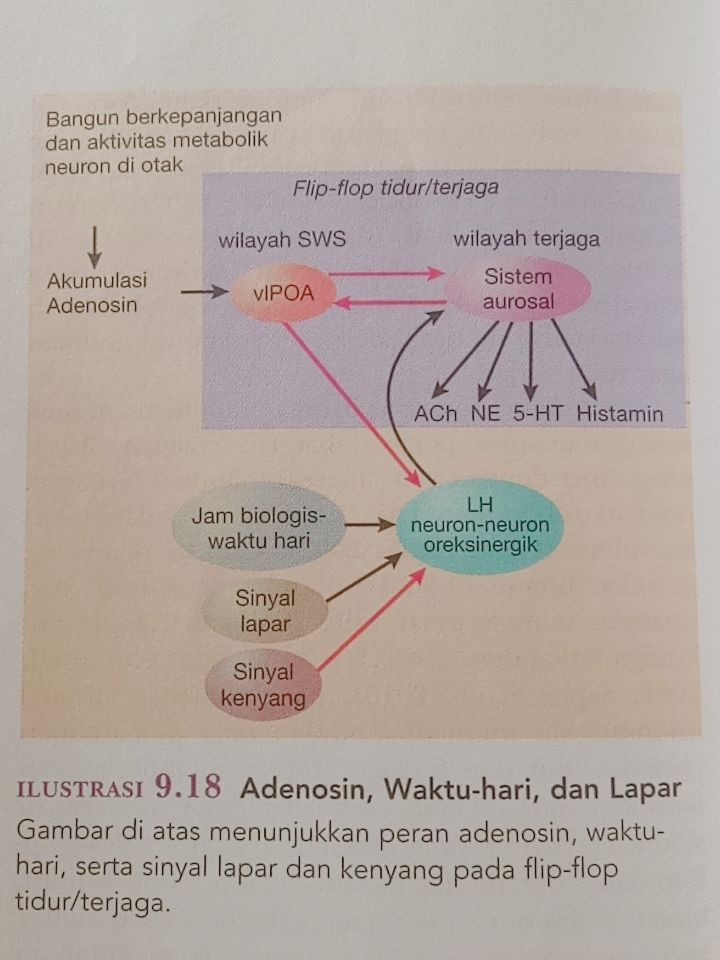 Bangun berkepanjangan
dan aktivitas metabolik
neuron di otak
Flip-flop tidur/terjaga
wilayah SWS
wilayah terjaga
Akumulasi
Adenosin
vlPOA
Sistem
aurosal
ACh NE 5-HT Histamin
Jam biologis-
waktu hari
LH
neuron-neuron
oreksinergik
Sinyal
lapar
Sinyal
kenyang
ILUSTRASI 9.18 Adenosin, Waktu-hari, dan Lapar
Gambar di atas menunjukkan peran adenosin, waktu-
hari, serta sinyal lapar dan kenyang pada flip-flop
tidur/terjaga.